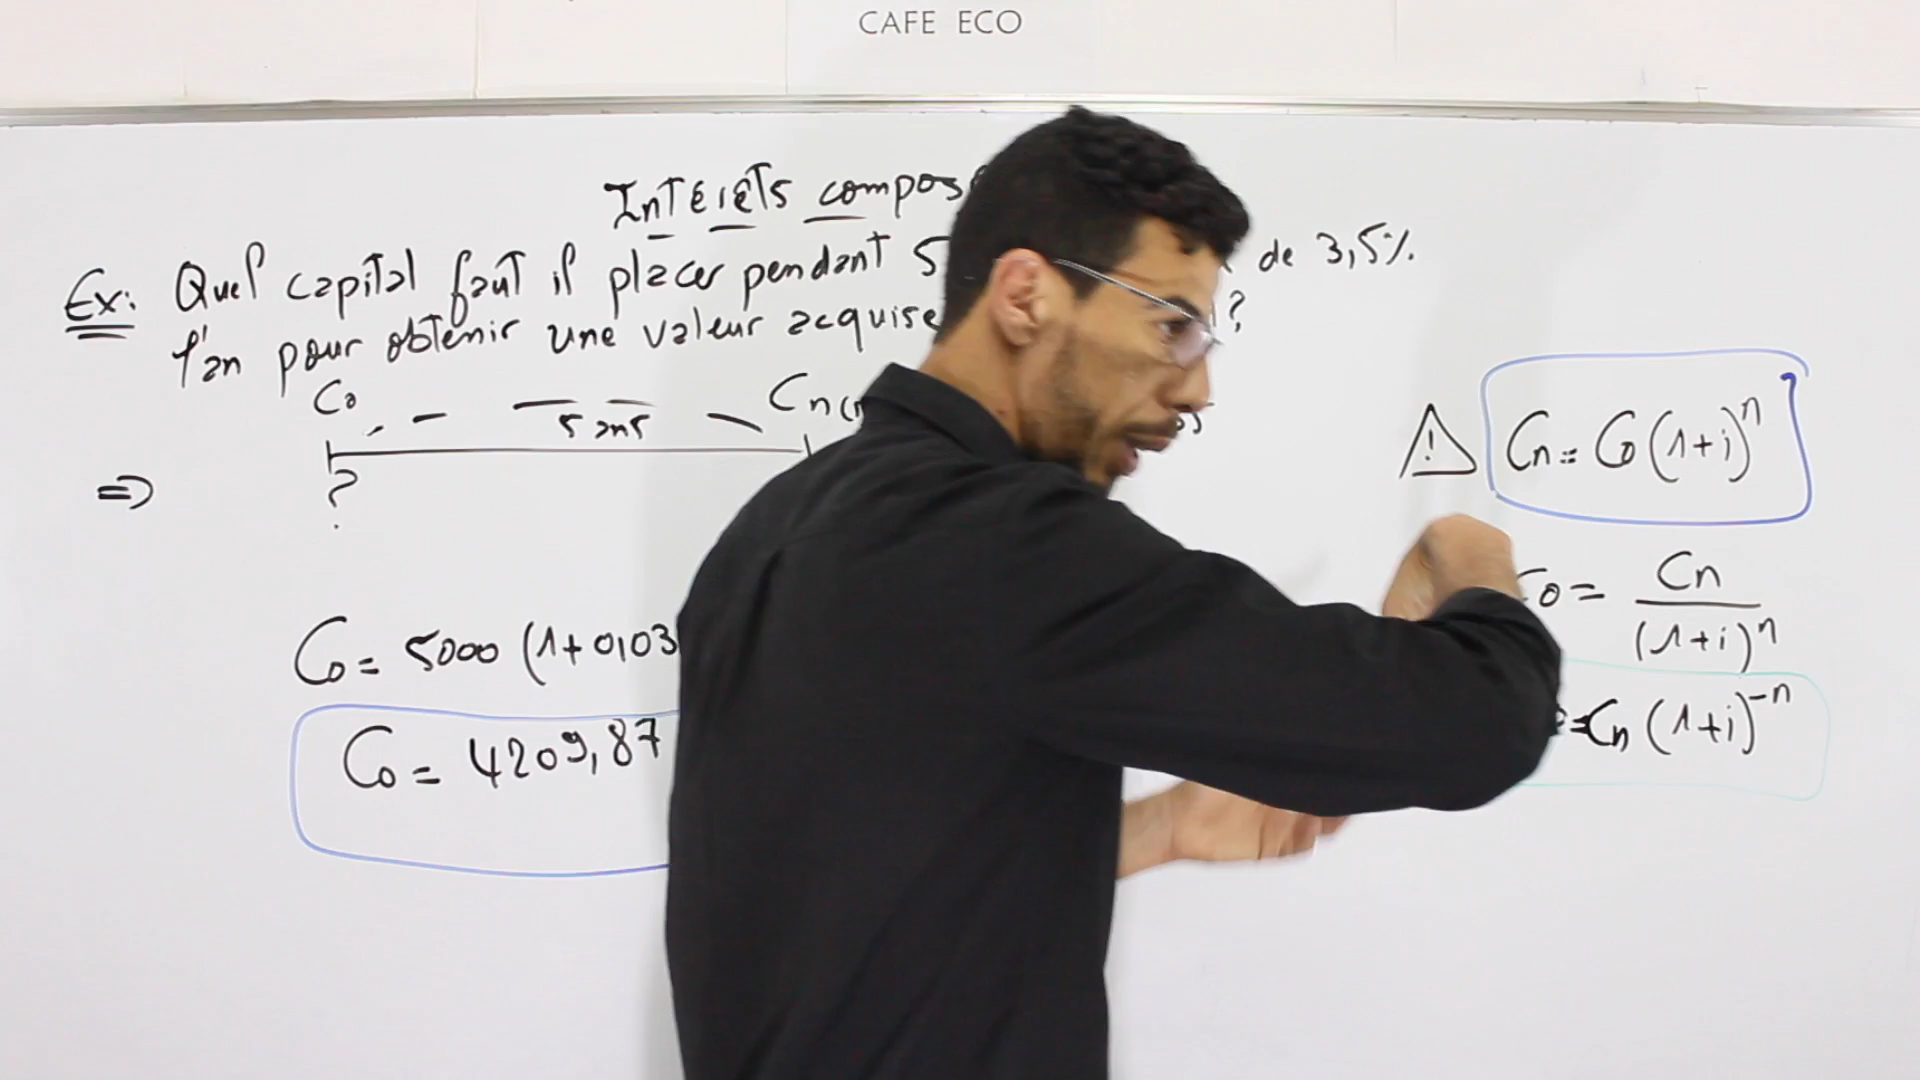 CAFE ECO
Intérêts compos
Ex: Quel capital faut il placer pendant 5 de 3,5%
l'an pour obtenir une valeur acquise ?
C0 5 ans Cn
⇒ ?
C0 = 5000 (1+0,03
C0 = 4209,87
! Cn = C0 (1+i)^n
C0 = Cn / (1+i)^n
= Cn (1+i)^-n